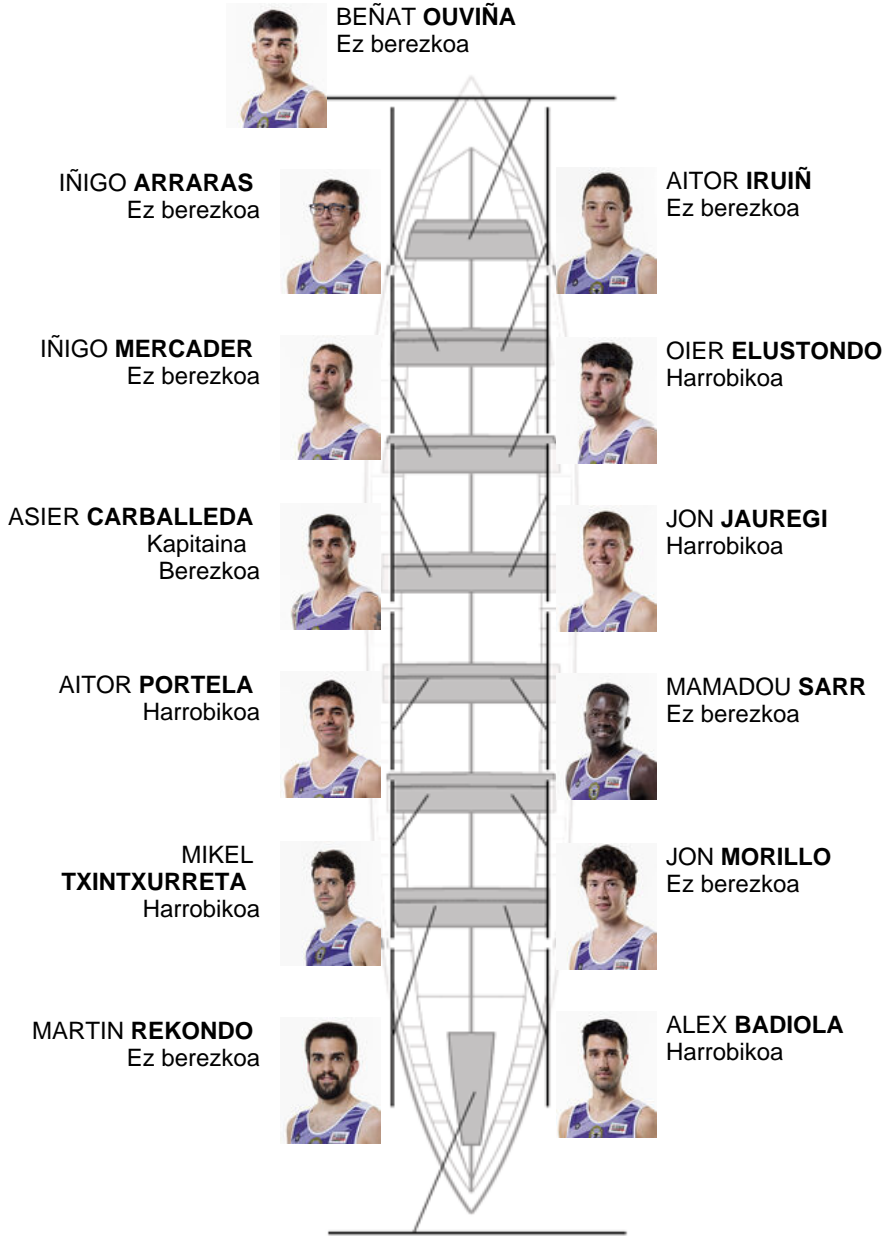 BEÑAT OUVIÑA
Ez berezkoa
IÑIGO ARRARAS
Ez berezkoa
AITOR IRUIÑ
Ez berezkoa
IÑIGO MERCADER
Ez berezkoa
OIER ELUSTONDO
Harrobikoa
ASIER CARBALLEDA
Kapitaina
Berezkoa
JON JAUREGI
Harrobikoa
AITOR PORTELA
Harrobikoa
MAMADOU SARR
Ez berezkoa
MIKEL
TXINTXURRETA
Harrobikoa
JON MORILLO
Ez berezkoa
MARTIN REKONDO
Ez berezkoa
ALEX BADIOLA
Harrobikoa